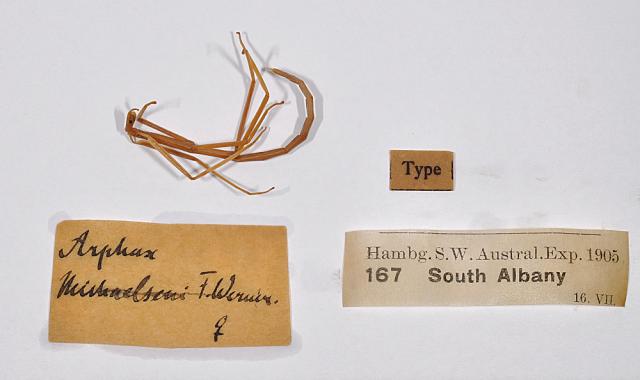 Type
Arphax
Michaelseni F. Werner.
♀
Hambg. S.W. Austral. Exp. 1905
167 South Albany
16. VII.